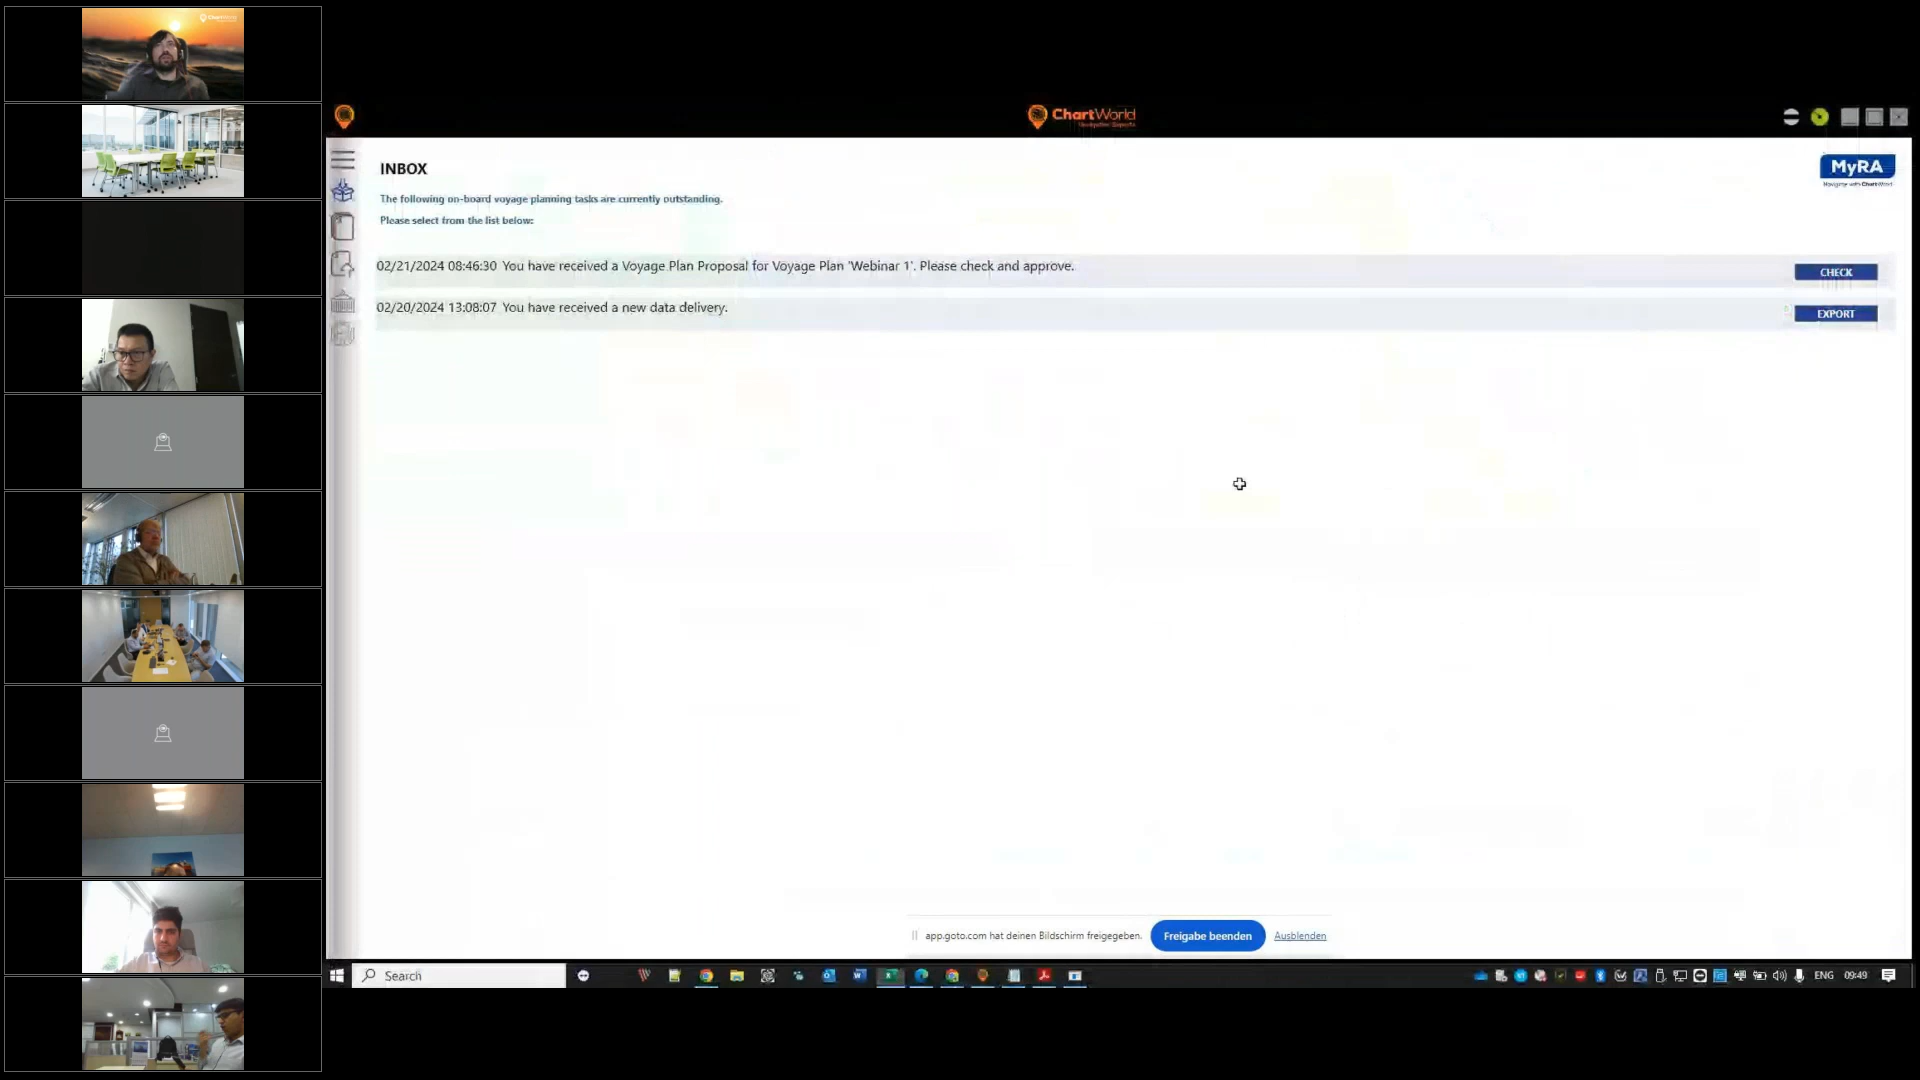 ChartWorld
ChartWorld
INBOX
MyRA
The following on-board voyage planning tasks are currently outstanding.
Please select from the list below:
02/21/2024 08:46:30 You have received a Voyage Plan Proposal for Voyage Plan 'Webinar 1'. Please check and approve.
CHECK
02/20/2024 13:08:07 You have received a new data delivery.
EXPORT
app.goto.com hat deinen Bildschirm freigegeben.
Freigabe beenden
Ausblenden
Search
ENG
09:49